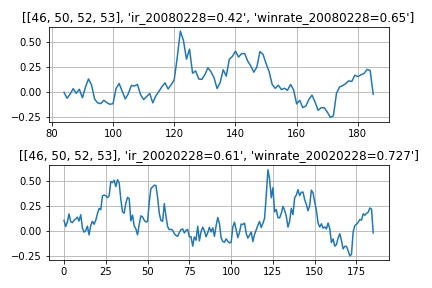 [[46, 50, 52, 53], 'ir_20080228=0.42', 'winrate_20080228=0.65']
0.50
0.25
0.00
−0.25
80 100 120 140 160 180
[[46, 50, 52, 53], 'ir_20020228=0.61', 'winrate_20020228=0.727']
0.50
0.25
0.00
−0.25
0 25 50 75 100 125 150 175